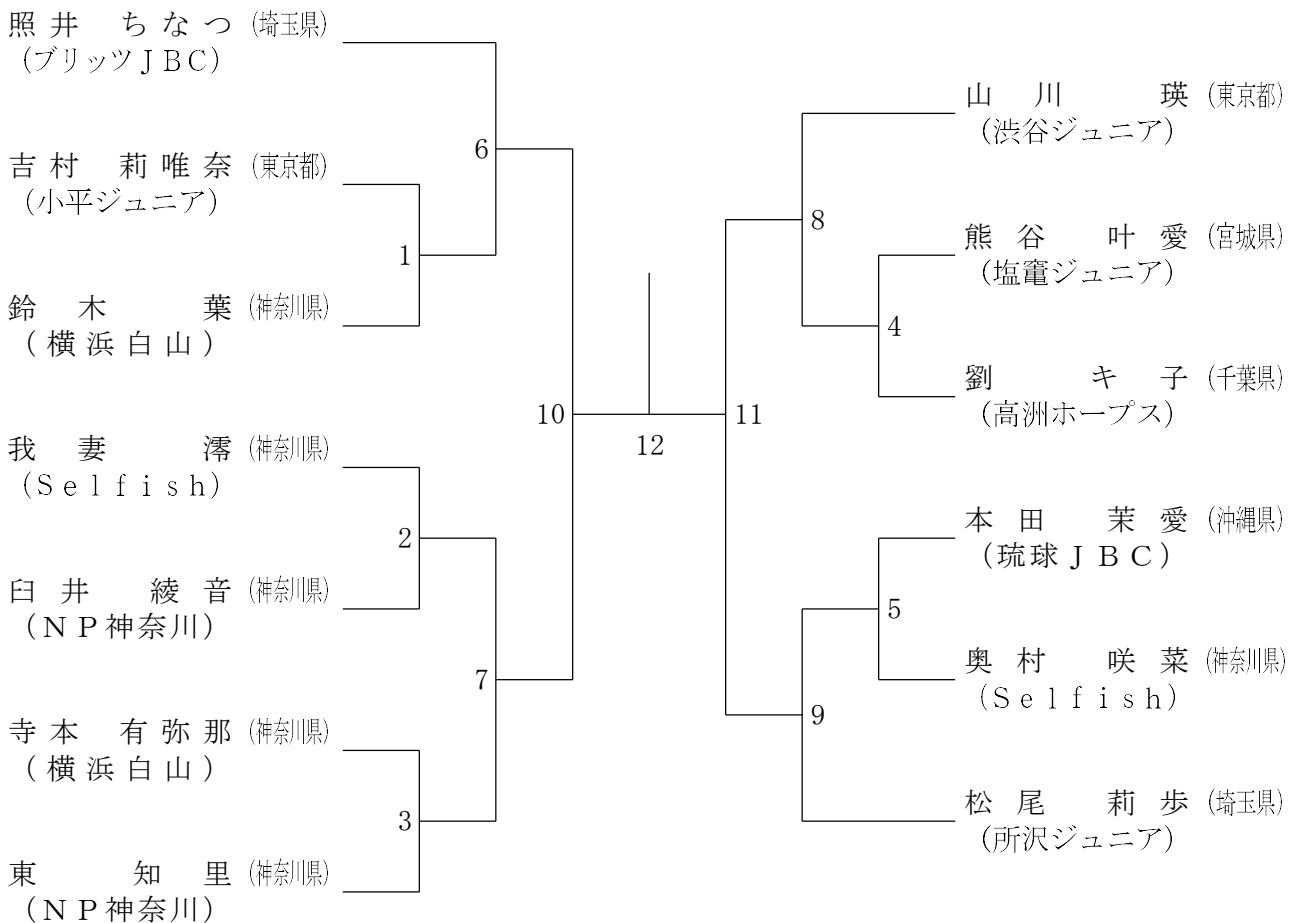 照井 ちなつ (埼玉県)
(ブリッツＪＢＣ)
吉村 莉唯奈 (東京都)
(小平ジュニア)
鈴木 葉 (神奈川県)
(横浜白山)
我妻 澪 (神奈川県)
(Ｓｅｌｆｉｓｈ)
臼井 綾音 (神奈川県)
(ＮＰ神奈川)
寺本 有弥那 (神奈川県)
(横浜白山)
東 知里 (神奈川県)
(ＮＰ神奈川)
6
1
2
7
3
10
12
11
8
4
5
9
山川 瑛 (東京都)
(渋谷ジュニア)
熊谷 叶愛 (宮城県)
(塩竈ジュニア)
劉 キ子 (千葉県)
(高洲ホープス)
本田 茉愛 (沖縄県)
(琉球ＪＢＣ)
奥村 咲菜 (神奈川県)
(Ｓｅｌｆｉｓｈ)
松尾 莉歩 (埼玉県)
(所沢ジュニア)